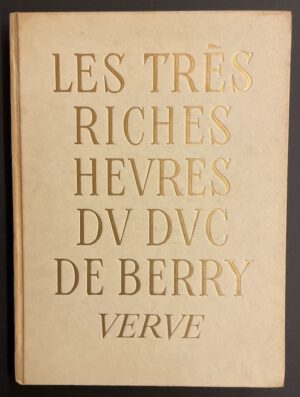 LES TRÈS
RICHES
HEVRES
DV DVC
DE BERRY
VERVE